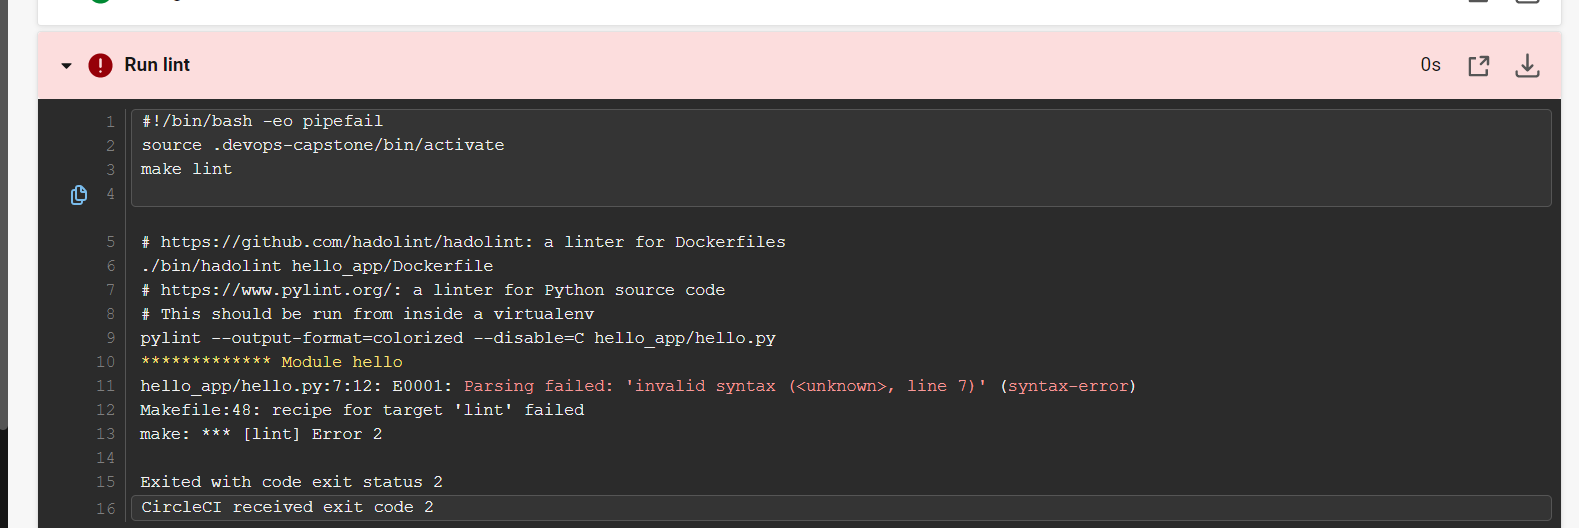 Run lint
0s
1 #!/bin/bash -eo pipefail
2 source .devops-capstone/bin/activate
3 make lint
4
5 # https://github.com/hadolint/hadolint: a linter for Dockerfiles
6 ./bin/hadolint hello_app/Dockerfile
7 # https://www.pylint.org/: a linter for Python source code
8 # This should be run from inside a virtualenv
9 pylint --output-format=colorized --disable=C hello_app/hello.py
10 ************* Module hello
11 hello_app/hello.py:7:12: E0001: Parsing failed: 'invalid syntax (<unknown>, line 7)' (syntax-error)
12 Makefile:48: recipe for target 'lint' failed
13 make: *** [lint] Error 2
14
15 Exited with code exit status 2
16 CircleCI received exit code 2